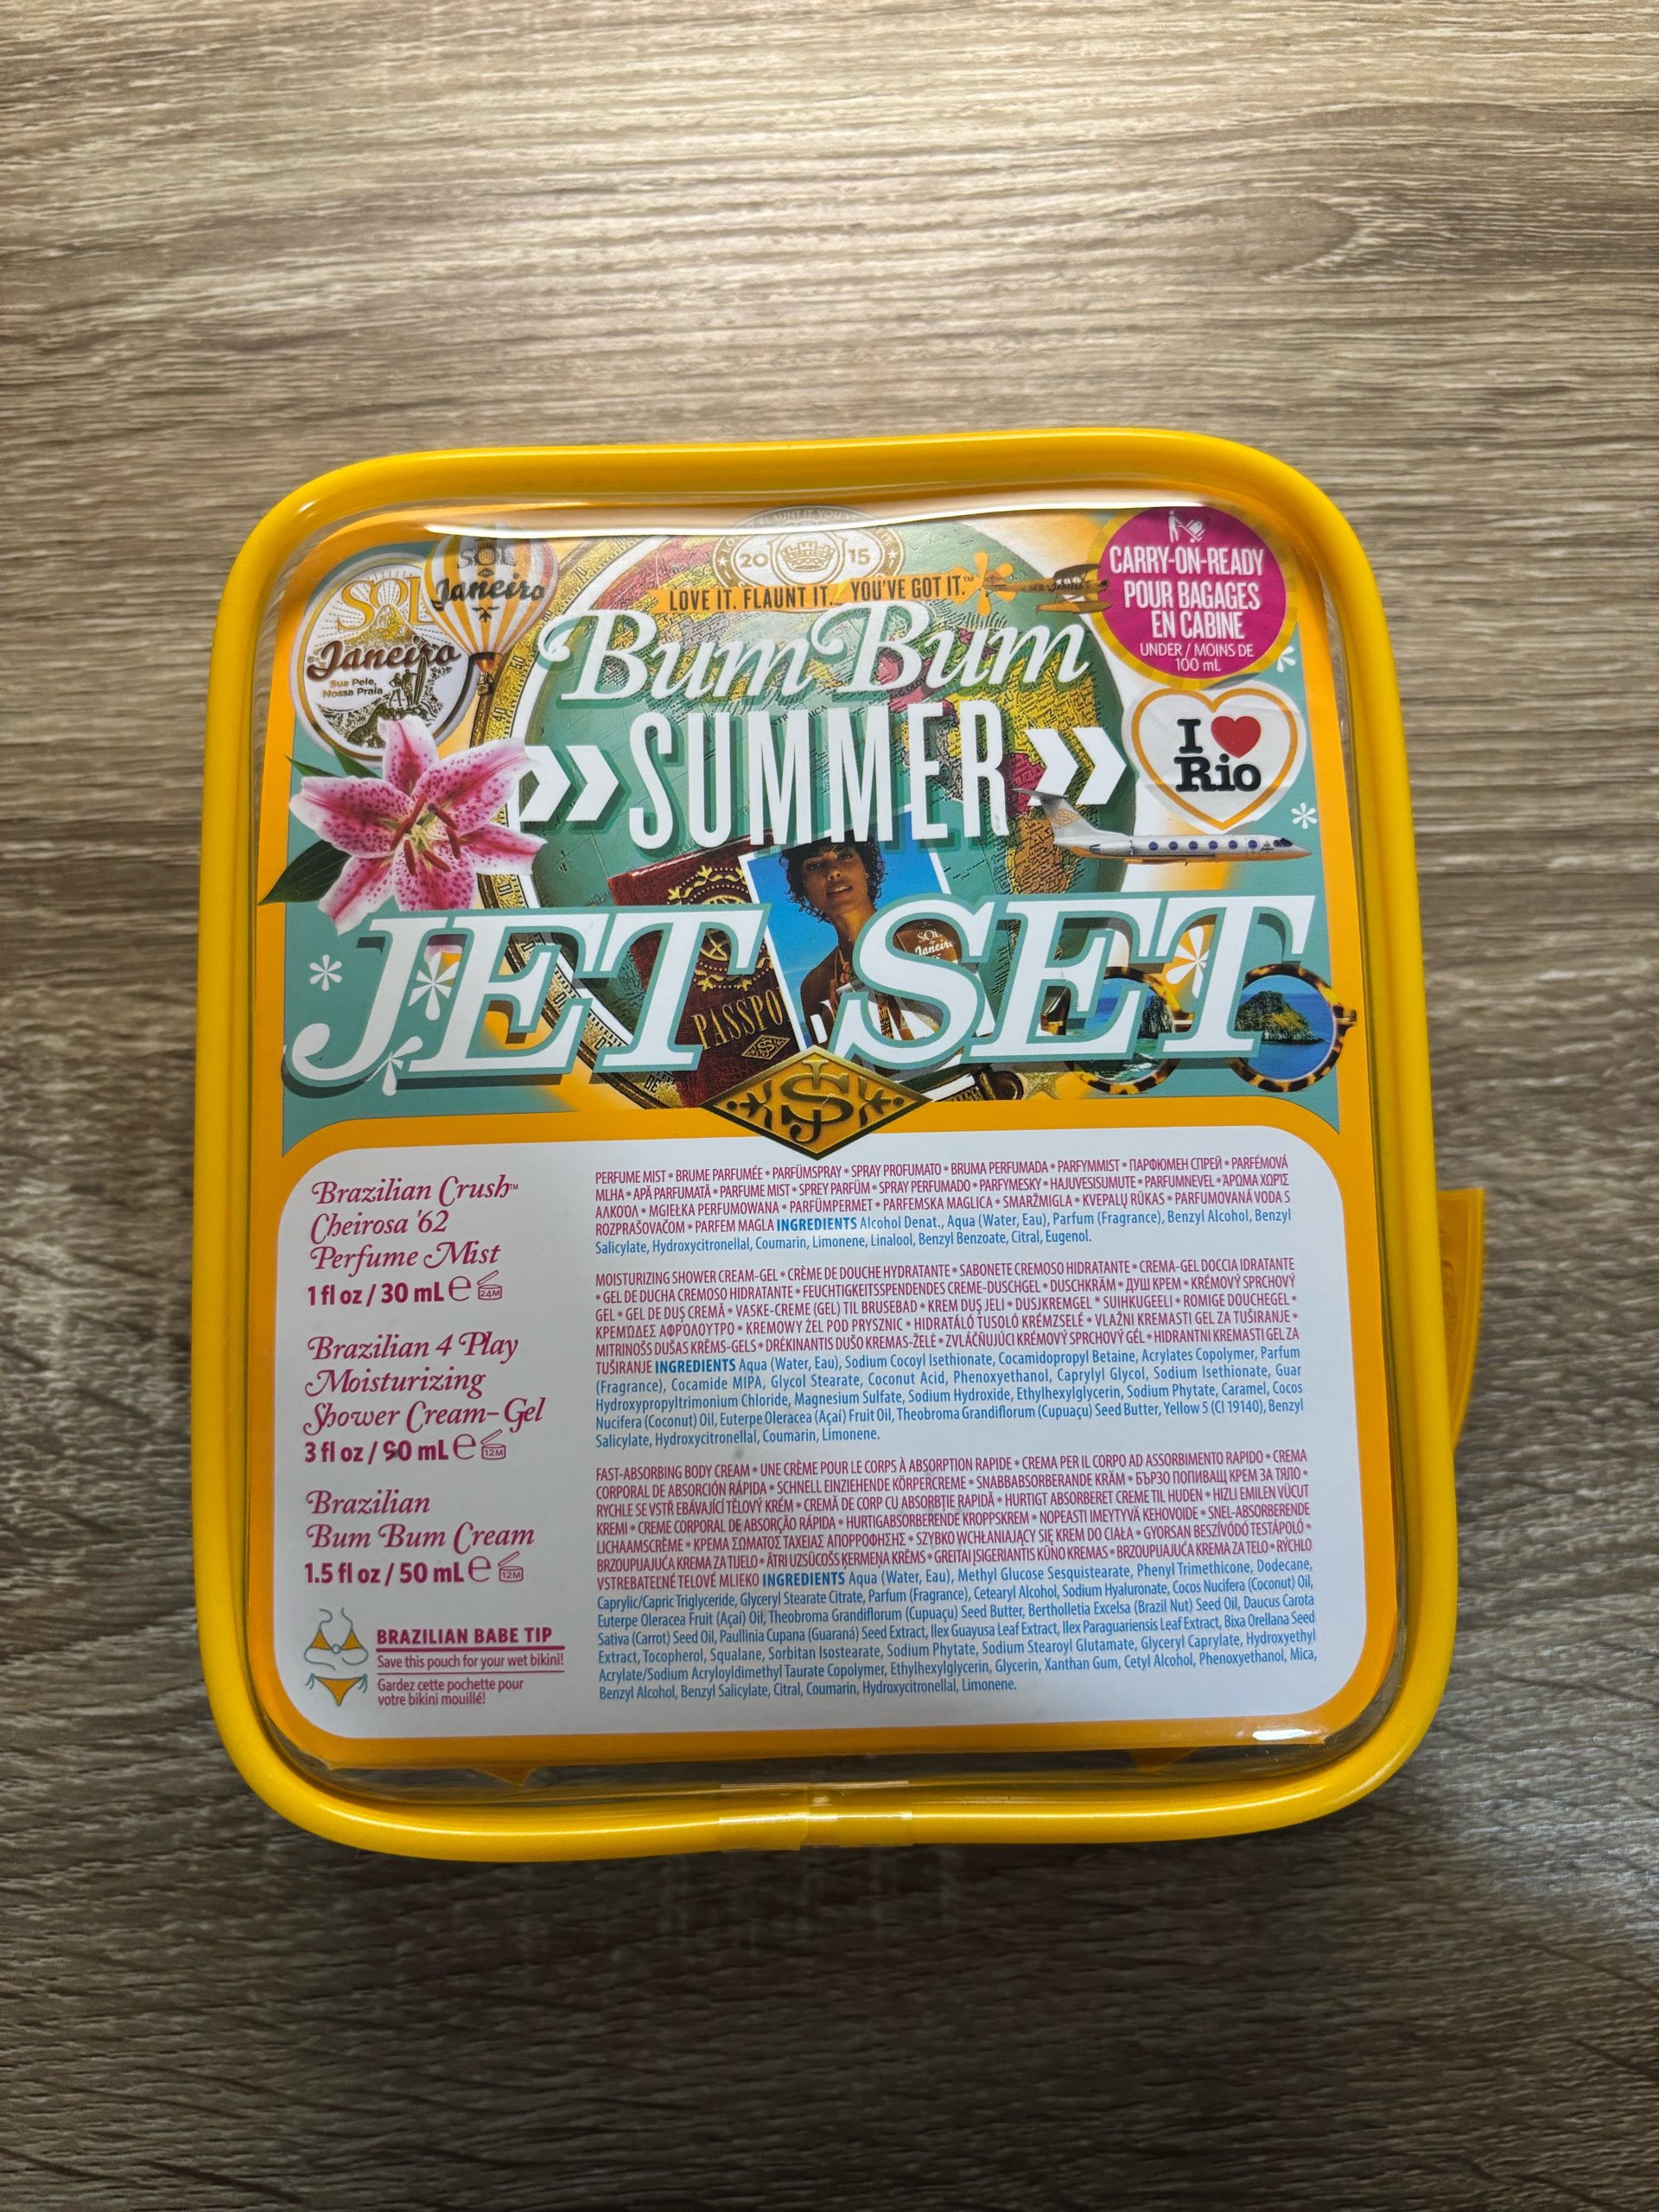 LOVE IT. FLAUNT IT. YOU'VE GOT IT.™
20 15
SOL
Janeiro
SOL
Janeiro
Sua Pele,
Nossa Praia
CARRY-ON-READY
POUR BAGAGES
EN CABINE
UNDER / MOINS DE
100 mL
Bum Bum
SUMMER
I ❤
Rio
JET SET
PASSPO
SOL
Janeiro
SJ
Brazilian Crush™
Cheirosa '62
Perfume Mist
1 fl oz / 30 mL ℮ 24M
Brazilian 4 Play
Moisturizing
Shower Cream-Gel
3 fl oz / 90 mL ℮ 12M
Brazilian
Bum Bum Cream
1.5 fl oz / 50 mL ℮ 12M
BRAZILIAN BABE TIP
Save this pouch for your wet bikini!
Gardez cette pochette pour
votre bikini mouillé!
PERFUME MIST • BRUME PARFUMÉE • PARFÜMSPRAY • SPRAY PROFUMATO • BRUMA PERFUMADA • PARFYMMIST • ПАРФЮМЕН СПРЕЙ • PARFÉMOVÁ
MLHA • APĂ PARFUMATĂ • PARFUME MIST • SPREY PARFÜM • SPRAY PERFUMADO • PARFYMESKY • HAJUVESISUMUTE • PARFUMNEVEL • ΆΡΩΜΑ ΧΩΡΙΣ
ΑΛΚΟΌΛ • MGIEŁKA PERFUMOWANA • PARFÜMPERMET • PARFEMSKA MAGLICA • SMARŽMIGLA • KVEPALŲ RŪKAS • PARFUMOVANÁ VODA S
ROZPRAŠOVAČOM • PARFEM MAGLA INGREDIENTS Alcohol Denat., Aqua (Water, Eau), Parfum (Fragrance), Benzyl Alcohol, Benzyl
Salicylate, Hydroxycitronellal, Coumarin, Limonene, Linalool, Benzyl Benzoate, Citral, Eugenol.
MOISTURIZING SHOWER CREAM-GEL • CRÈME DE DOUCHE HYDRATANTE • SABONETE CREMOSO HIDRATANTE • CREMA-GEL DOCCIA IDRATANTE
• GEL DE DUCHA CREMOSO HIDRATANTE • FEUCHTIGKEITSSPENDENDES CREME-DUSCHGEL • DUSCHKRÄM • ДУШ КРЕМ • KRÉMOVÝ SPRCHOVÝ
GEL • GEL DE DUȘ CREMĂ • VASKE-CREME (GEL) TIL BRUSEBAD • KREM DUŞ JELI • DUSJKREMGEL • SUIHKUGEELI • ROMIGE DOUCHEGEL •
ΚΡΕΜΏΔΕΣ ΑΦΡΌΛΟΥΤΡΟ • KREMOWY ŻEL POD PRYSZNIC • HIDRATÁLÓ TUSOLÓ KRÉMZSELÉ • VLAŽNI KREMASTI GEL ZA TUŠIRANJE •
MITRINOŠS DUŠAS KRĒMS-GELS • DRĖKINANTIS DUŠO KREMAS-ŽELĖ • ZVLÁČŇUJÚCI KRÉMOVÝ SPRCHOVÝ GÉL • HIDRANTNI KREMASTI GEL ZA
TUŠIRANJE INGREDIENTS Aqua (Water, Eau), Sodium Cocoyl Isethionate, Cocamidopropyl Betaine, Acrylates Copolymer, Parfum
(Fragrance), Cocamide MIPA, Glycol Stearate, Coconut Acid, Phenoxyethanol, Caprylyl Glycol, Sodium Isethionate, Guar
Hydroxypropyltrimonium Chloride, Magnesium Sulfate, Sodium Hydroxide, Ethylhexylglycerin, Sodium Phytate, Caramel, Cocos
Nucifera (Coconut) Oil, Euterpe Oleracea (Açaí) Fruit Oil, Theobroma Grandiflorum (Cupuaçu) Seed Butter, Yellow 5 (CI 19140), Benzyl
Salicylate, Hydroxycitronellal, Coumarin, Limonene.
FAST-ABSORBING BODY CREAM • UNE CRÈME POUR LE CORPS À ABSORPTION RAPIDE • CREMA PER IL CORPO AD ASSORBIMENTO RAPIDO • CREMA
CORPORAL DE ABSORCIÓN RÁPIDA • SCHNELL EINZIEHENDE KÖRPERCREME • SNABBABSORBERANDE KRÄM • БЪРЗО ПОПИВАЩ КРЕМ ЗА ТЯЛО •
RYCHLE SE VSTŘ EBÁVAJÍCÍ TĚLOVÝ KRÉM • CREMĂ DE CORP CU ABSORBȚIE RAPIDĂ • HURTIGT ABSORBERET CREME TIL HUDEN • HIZLI EMILEN VÜCUT
KREMI • CREME CORPORAL DE ABSORÇÃO RÁPIDA • HURTIGABSORBERENDE KROPPSKREM • NOPEASTI IMEYTYVÄ KEHOVOIDE • SNEL-ABSORBERENDE
LICHAAMSCRÈME • ΚΡΕΜΑ ΣΩΜΑΤΟΣ ΤΑΧΕΙΑΣ ΑΠΟΡΡΟΦΗΣΗΣ • SZYBKO WCHŁANIAJĄCY SIĘ KREM DO CIAŁA • GYORSAN BESZÍVÓDÓ TESTÁPOLÓ •
BRZOUPIJAJUĆA KREMA ZA TIJELO • ĀTRI UZSŪCOŠS ĶERMEŅA KRĒMS • GREITAI ĮSIGERIANTIS KŪNO KREMAS • BRZOUPIJAJUĆA KREMA ZA TELO • RÝCHLO
VSTREBATEĽNÉ TELOVÉ MLIEKO INGREDIENTS Aqua (Water, Eau), Methyl Glucose Sesquistearate, Phenyl Trimethicone, Dodecane,
Caprylic/Capric Triglyceride, Glyceryl Stearate Citrate, Parfum (Fragrance), Cetearyl Alcohol, Sodium Hyaluronate, Cocos Nucifera (Coconut) Oil,
Euterpe Oleracea Fruit (Açaí) Oil, Theobroma Grandiflorum (Cupuaçu) Seed Butter, Bertholletia Excelsa (Brazil Nut) Seed Oil, Daucus Carota
Sativa (Carrot) Seed Oil, Paullinia Cupana (Guaraná) Seed Extract, Ilex Guayusa Leaf Extract, Ilex Paraguariensis Leaf Extract, Bixa Orellana Seed
Extract, Tocopherol, Squalane, Sorbitan Isostearate, Sodium Phytate, Sodium Stearoyl Glutamate, Glyceryl Caprylate, Hydroxyethyl
Acrylate/Sodium Acryloyldimethyl Taurate Copolymer, Ethylhexylglycerin, Glycerin, Xanthan Gum, Cetyl Alcohol, Phenoxyethanol, Mica,
Benzyl Alcohol, Benzyl Salicylate, Citral, Coumarin, Hydroxycitronellal, Limonene.